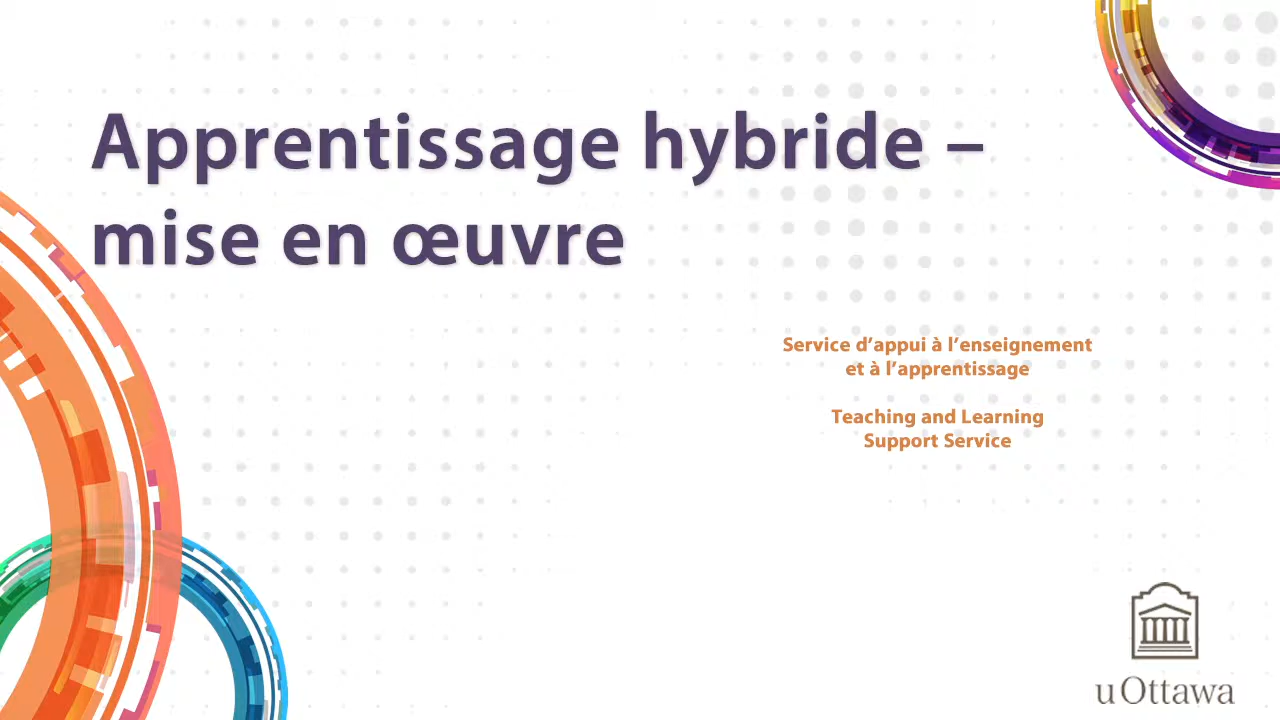 Apprentissage hybride –
mise en œuvre
Service d’appui à l’enseignement
et à l’apprentissage
Teaching and Learning
Support Service
uOttawa